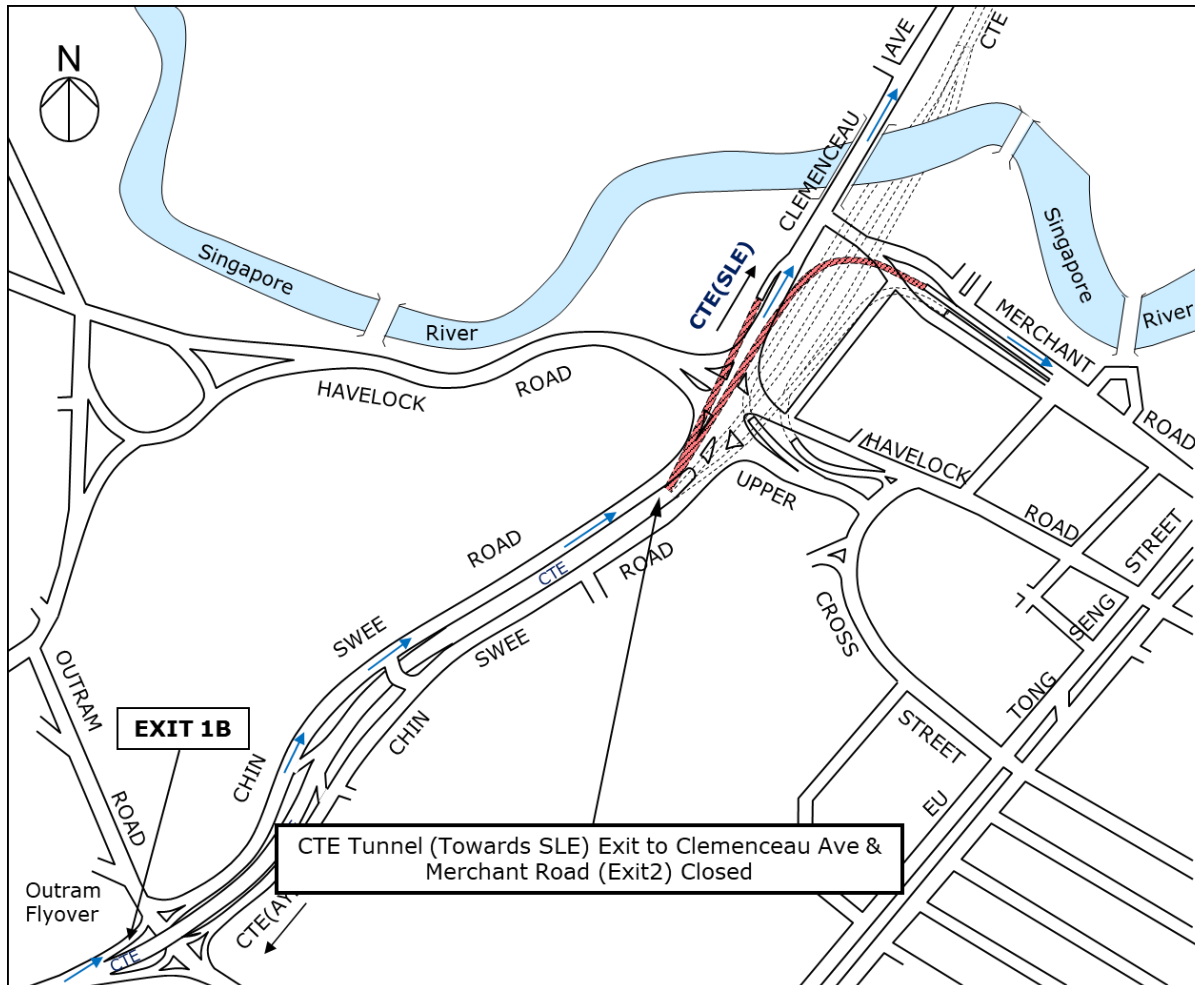 N
AVE
CTE
CLEMENCEAU
Singapore
River
CTE(SLE)
Singapore
River
MERCHANT
ROAD
HAVELOCK
ROAD
HAVELOCK
ROAD
UPPER
CROSS
STREET
STREET
SENG
TONG
EU
ROAD
CTE
ROAD
SWEE
SWEE
CHIN
CHIN
OUTRAM
ROAD
EXIT 1B
CTE Tunnel (Towards SLE) Exit to Clemenceau Ave &
Merchant Road (Exit2) Closed
Outram
Flyover
CTE